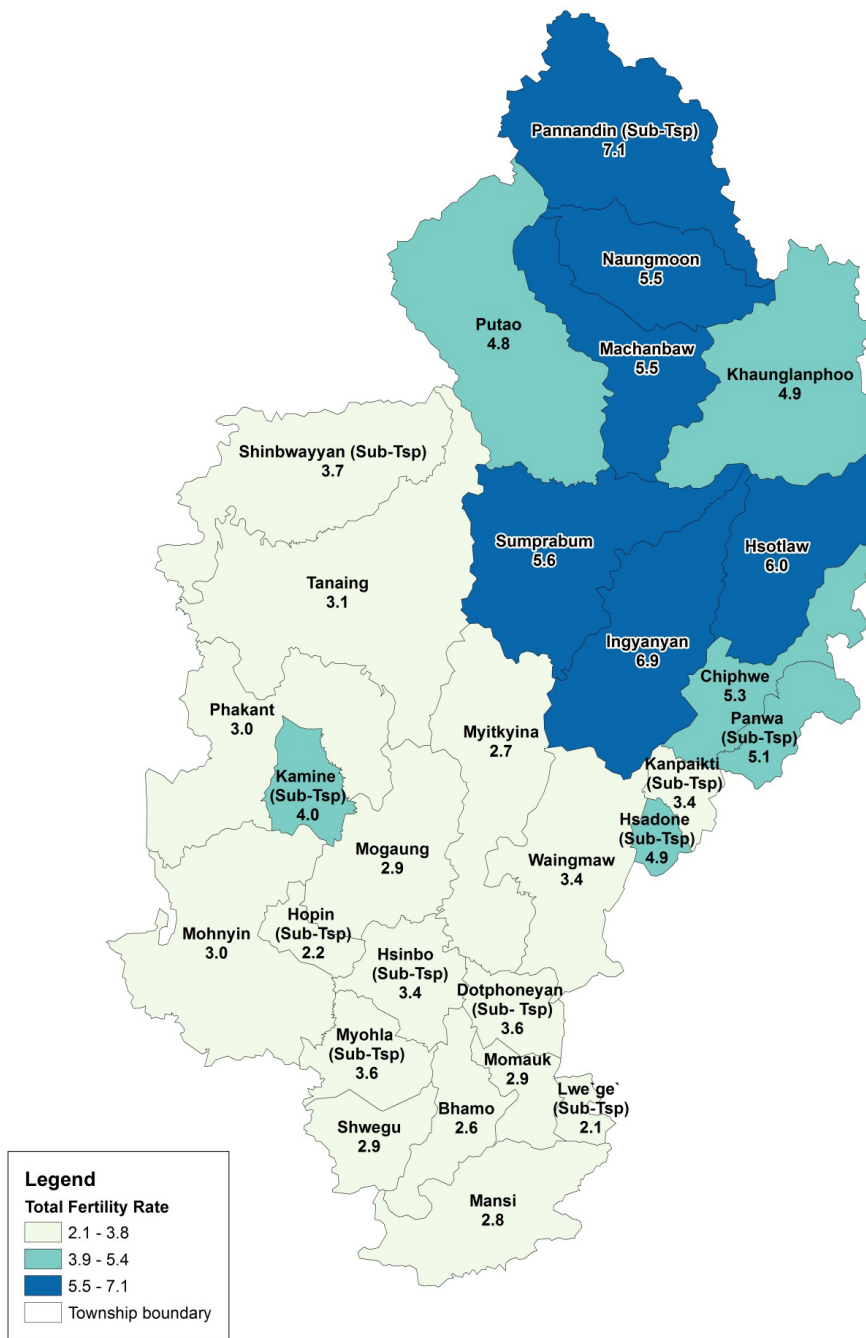 Pannandin (Sub-Tsp)
7.1
Naungmoon
5.5
Putao
4.8
Machanbaw
5.5
Khaunglanphoo
4.9
Shinbwayyan (Sub-Tsp)
3.7
Sumprabum
5.6
Hsotlaw
6.0
Tanaing
3.1
Ingyanyan
6.9
Chiphwe
5.3
Phakant
3.0
Myitkyina
2.7
Panwa
(Sub-Tsp)
5.1
Kamine
(Sub-Tsp)
4.0
Kanpaikti
(Sub-Tsp)
3.4
Hsadone
(Sub-Tsp)
4.9
Mogaung
2.9
Waingmaw
3.4
Hopin
(Sub-Tsp)
2.2
Mohnyin
3.0
Hsinbo
(Sub-Tsp)
3.4
Dotphoneyan
(Sub- Tsp)
3.6
Myohla
(Sub-Tsp)
3.6
Momauk
2.9
Lwe`ge`
(Sub-Tsp)
2.1
Bhamo
2.6
Shwegu
2.9
Mansi
2.8
Legend
Total Fertility Rate
2.1 - 3.8
3.9 - 5.4
5.5 - 7.1
Township boundary